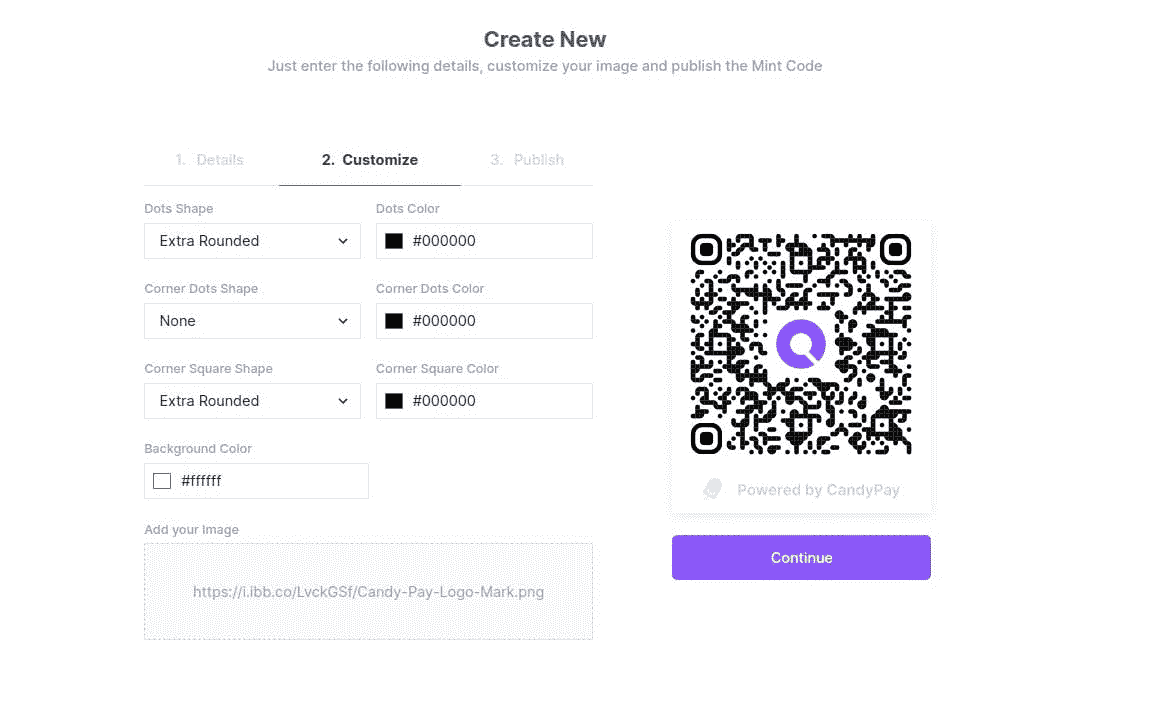 Create New
Just enter the following details, customize your image and publish the Mint Code
1. Details 2. Customize 3. Publish
Dots Shape Dots Color
Extra Rounded #000000
Corner Dots Shape Corner Dots Color
None #000000
Corner Square Shape Corner Square Color
Extra Rounded #000000
Background Color
#ffffff
Add your Image
https://i.ibb.co/LvckGSf/Candy-Pay-Logo-Mark.png
Powered by CandyPay
Continue